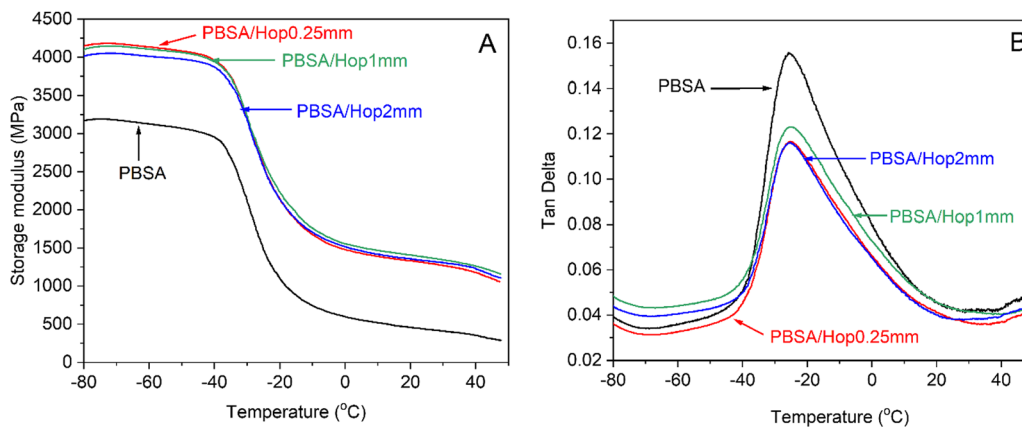 A
4500
4000
3500
3000
2500
2000
1500
1000
500
0
Storage modulus (MPa)
PBSA/Hop0.25mm
PBSA/Hop1mm
PBSA/Hop2mm
PBSA
-80 -60 -40 -20 0 20 40
Temperature (°C)
B
0.16
0.14
0.12
0.10
0.08
0.06
0.04
0.02
Tan Delta
PBSA
PBSA/Hop2mm
PBSA/Hop1mm
PBSA/Hop0.25mm
-80 -60 -40 -20 0 20 40
Temperature (°C)